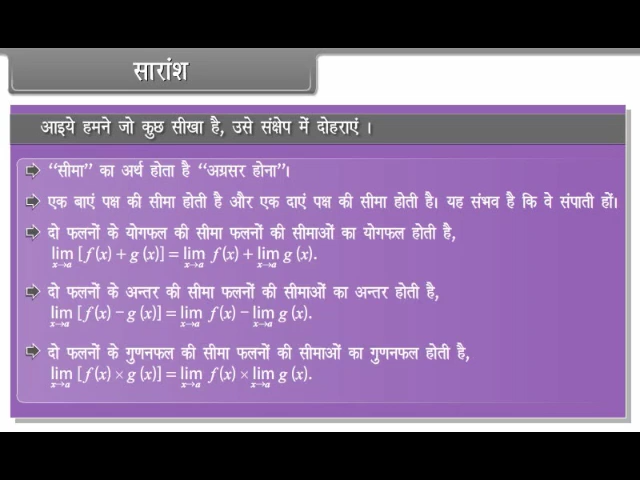 सारांश
आइये हमने जो कुछ सीखा है, उसे संक्षेप में दोहराएं ।
“सीमा” का अर्थ होता है “अग्रसर होना”।
एक बाएं पक्ष की सीमा होती है और एक दाएं पक्ष की सीमा होती है। यह संभव है कि वे संपाती हों।
दो फलनों के योगफल की सीमा फलनों की सीमाओं का योगफल होती है,
lim [f(x) + g(x)] = lim f(x) + lim g(x).
x→a x→a x→a
दो फलनों के अन्तर की सीमा फलनों की सीमाओं का अन्तर होती है,
lim [f(x) − g(x)] = lim f(x) − lim g(x).
x→a x→a x→a
दो फलनों के गुणनफल की सीमा फलनों की सीमाओं का गुणनफल होती है,
lim [f(x) × g(x)] = lim f(x) × lim g(x).
x→a x→a x→a